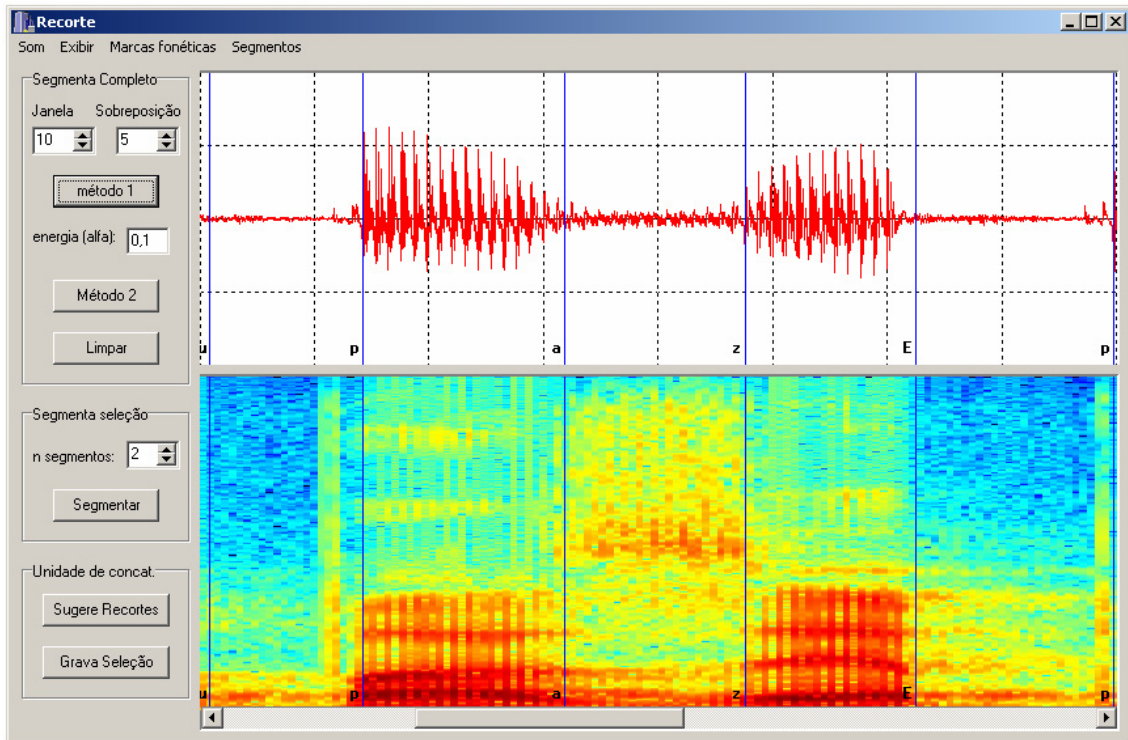 Recorte
Som Exibir Marcas fonéticas Segmentos
Segmenta Completo
Janela Sobreposição
10 5
método 1
energia (alfa): 0,1
Método 2
Limpar
Segmenta seleção
n segmentos: 2
Segmentar
Unidade de concat.
Sugere Recortes
Grava Seleção
u p a z E p
u p a z E p